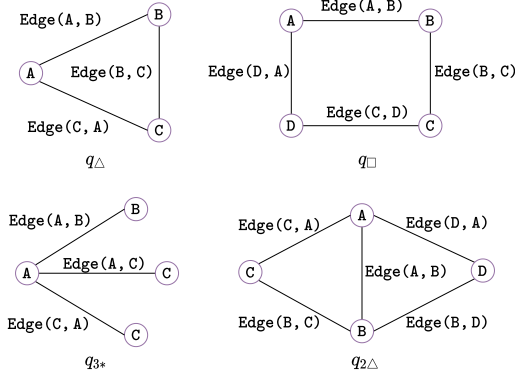 Edge(A,B)
B
A
Edge(B,C)
Edge(C,A)
C
q△
Edge(A,B)
A
B
Edge(D,A)
Edge(B,C)
Edge(C,D)
D
C
q□
B
Edge(A,B)
Edge(A,C)
A
C
Edge(C,A)
C
q3*
A
Edge(C,A)
Edge(D,A)
C
Edge(A,B)
D
Edge(B,C)
Edge(B,D)
B
q2△